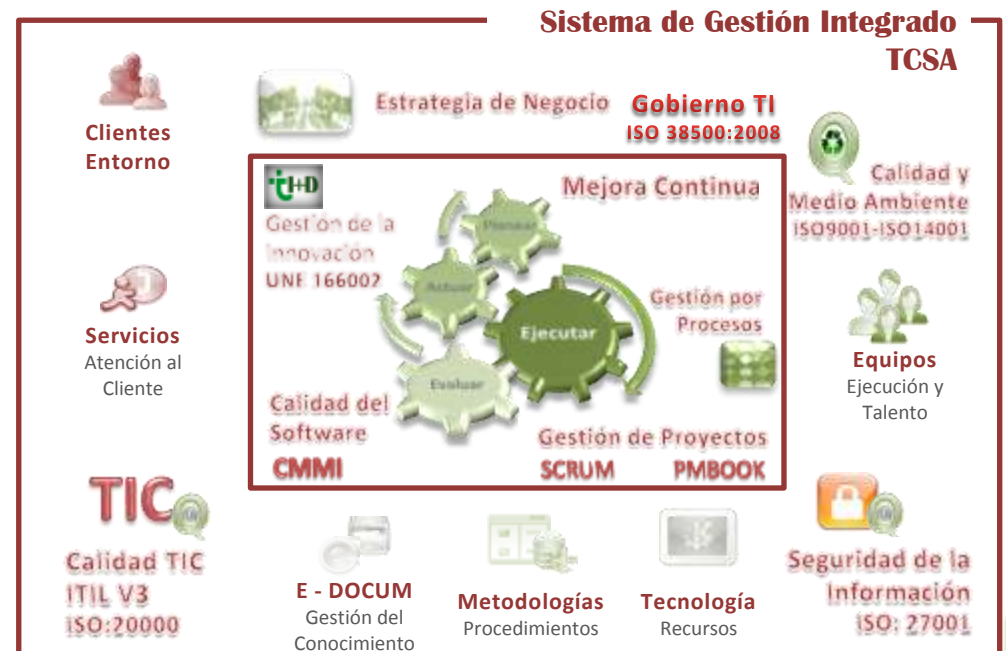 Sistema de Gestión Integrado
TCSA
Clientes
Entorno
Estrategia de Negocio
Gobierno TI
ISO 38500:2008
Calidad y
Medio Ambiente
ISO9001-ISO14001
I+D
Gestión de la
Innovación
UNE 166002
Mejora Continua
Planear
Actuar
Ejecutar
Evaluar
Gestión por
Procesos
Servicios
Atención al
Cliente
Equipos
Ejecución y
Talento
Calidad del
Software
CMMI
Gestión de Proyectos
SCRUM PMBOOK
TIC
Calidad TIC
ITIL V3
ISO:20000
E - DOCUM
Gestión del
Conocimiento
Metodologías
Procedimientos
Tecnología
Recursos
Seguridad de la
Información
ISO: 27001